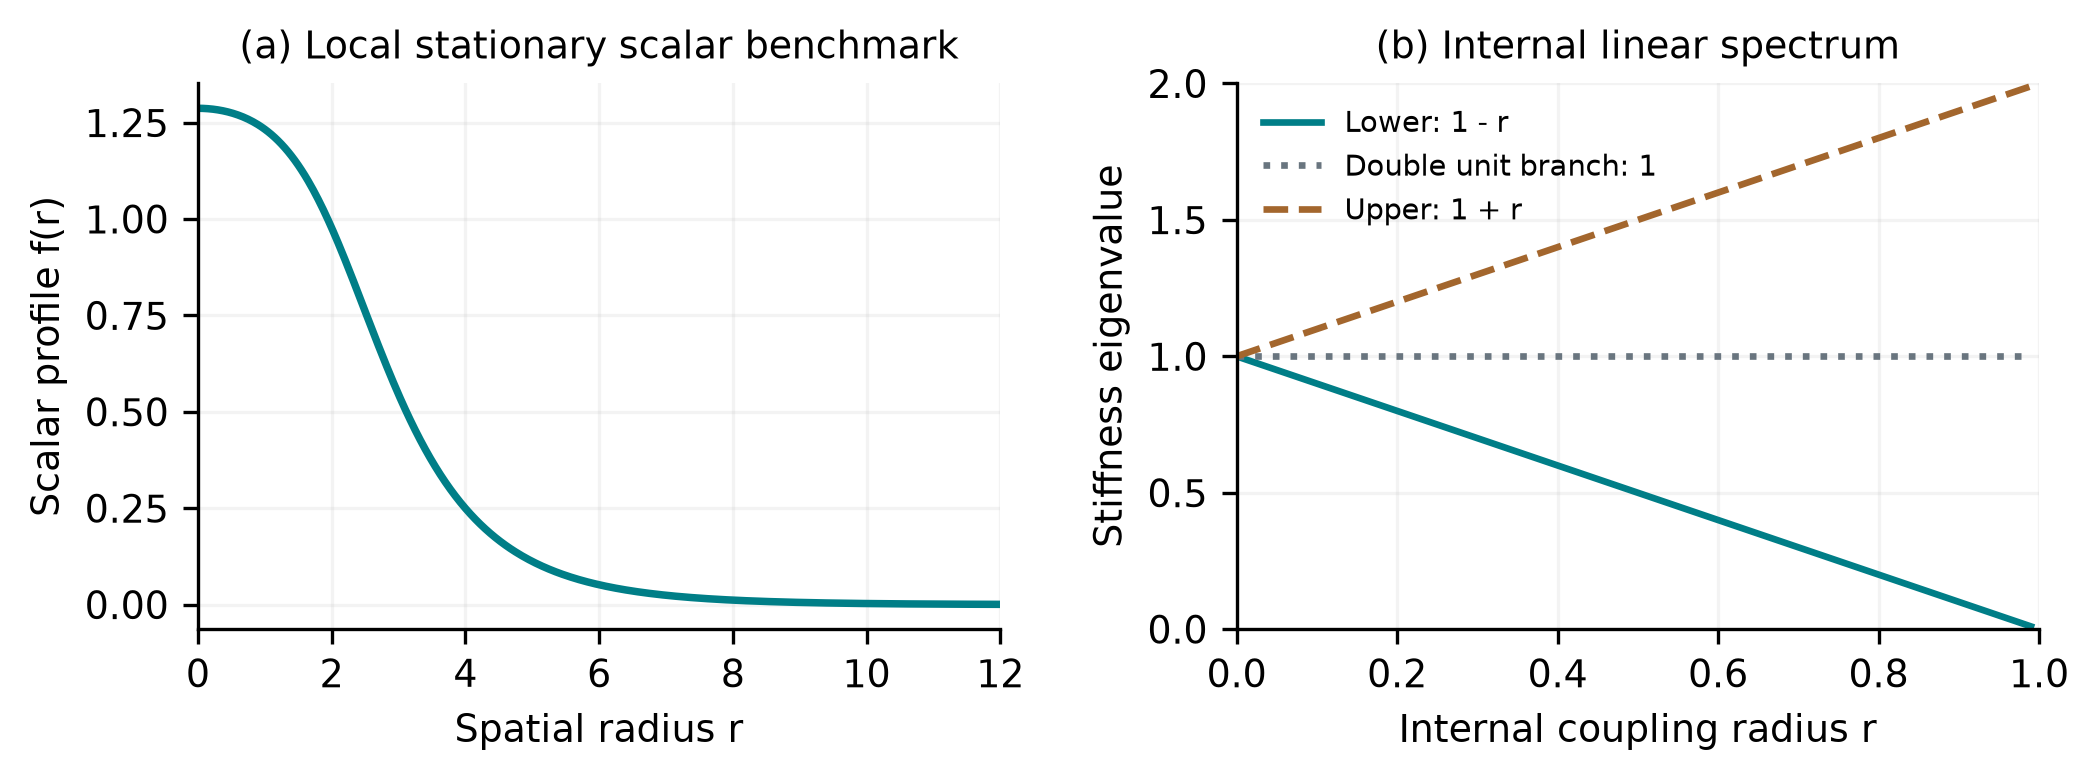 (a) Local stationary scalar benchmark
Scalar profile f(r)
1.25
1.00
0.75
0.50
0.25
0.00
0 2 4 6 8 10 12
Spatial radius r
(b) Internal linear spectrum
Stiffness eigenvalue
2.0
1.5
1.0
0.5
0.0
Lower: 1 - r
Double unit branch: 1
Upper: 1 + r
0.0 0.2 0.4 0.6 0.8 1.0
Internal coupling radius r